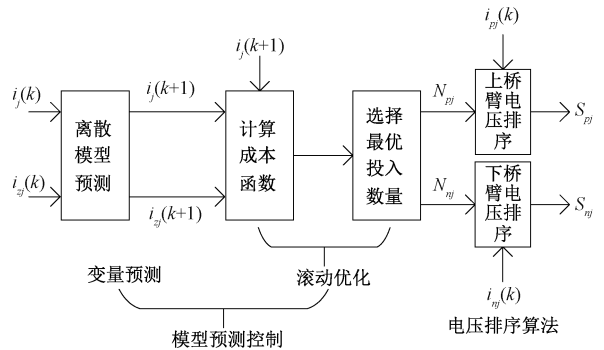 i_pj(k)
i_j(k+1)
i_j(k)
i_j(k+1)
N_pj
S_pj
离散
模型
预测
计算
成本
函数
选择
最优
投入
数量
上桥
臂电
压排
序
i_zj(k)
i_zj(k+1)
N_nj
S_nj
下桥
臂电
压排
序
变量预测
滚动优化
i_nj(k)
模型预测控制
电压排序算法